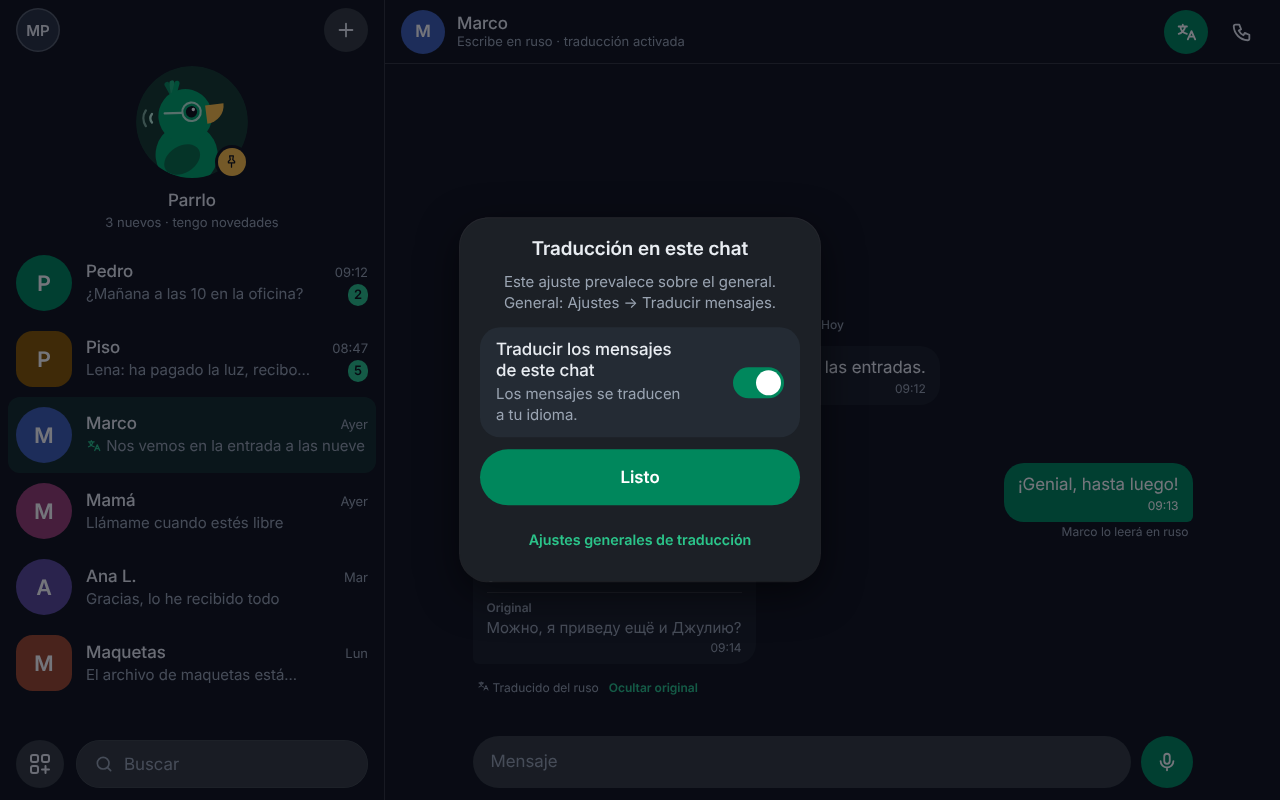 MP
Parrlo
3 nuevos · tengo novedades
P
Pedro
09:12
¿Mañana a las 10 en la oficina?
2
P
Piso
08:47
Lena: ha pagado la luz, recibo...
5
M
Marco
Ayer
Nos vemos en la entrada a las nueve
M
Mamá
Ayer
Llámame cuando estés libre
A
Ana L.
Mar
Gracias, lo he recibido todo
M
Maquetas
Lun
El archivo de maquetas está...
Buscar
M
Marco
Escribe en ruso · traducción activada
Hoy
las entradas.
09:12
¡Genial, hasta luego!
09:13
Marco lo leerá en ruso
Traducción en este chat
Este ajuste prevalece sobre el general.
General: Ajustes → Traducir mensajes.
Traducir los mensajes
de este chat
Los mensajes se traducen
a tu idioma.
Listo
Ajustes generales de traducción
Original
Можно, я приведу ещё и Джулию?
09:14
Traducido del ruso Ocultar original
Mensaje